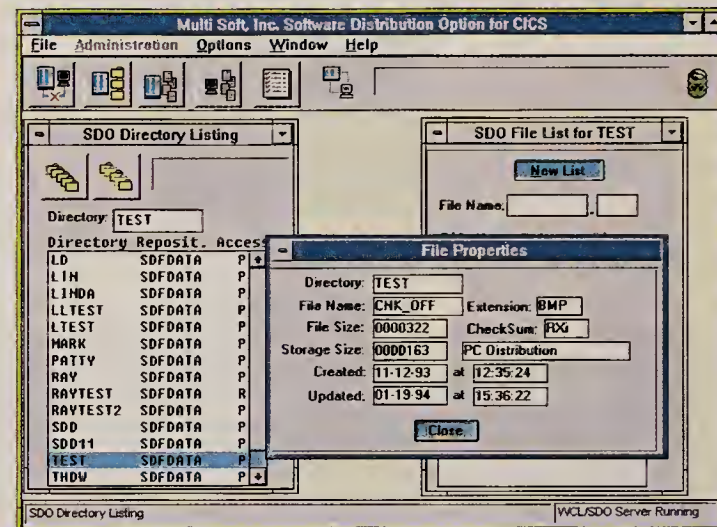 Multi Soft, Inc. Software Distribution Option for CICS
File Administration Options Window Help
SDO Directory Listing
Directory: TEST
Directory Reposit. Access
LD SDFDATA P
LIN SDFDATA P
LINDA SDFDATA P
LLTEST SDFDATA P
LTEST SDFDATA P
MARK SDFDATA P
PATTY SDFDATA P
RAY SDFDATA P
RAYTEST SDFDATA R
RAYTEST2 SDFDATA P
SDD SDFDATA P
SDD11 SDFDATA P
TEST SDFDATA P
THDW SDFDATA P
SDO File List for TEST
New List
File Name: .
File Properties
Directory: TEST
File Name: CHK_OFF Extension: BMP
File Size: 0000322 CheckSum: RXi
Storage Size: 0000163 PC Distribution
Created: 11-12-93 at 12:35:24
Updated: 01-19-94 at 15:36:22
Close
SDO Directory Listing
WCL/SDO Server Running